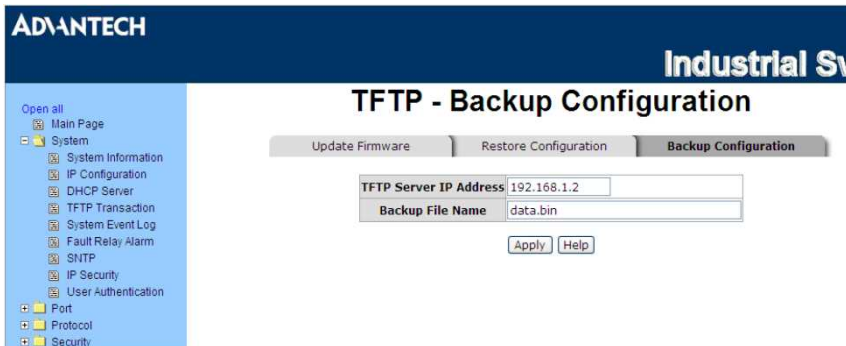 ADVANTECH
Industrial
TFTP - Backup Configuration
Open all
Main Page
System
System Information
IP Configuration
DHCP Server
TFTP Transaction
System Event Log
Fault Relay Alarm
SNTP
IP Security
User Authentication
Port
Protocol
Security
Update Firmware
Restore Configuration
Backup Configuration
TFTP Server IP Address 192.168.1.2
Backup File Name data.bin
Apply Help